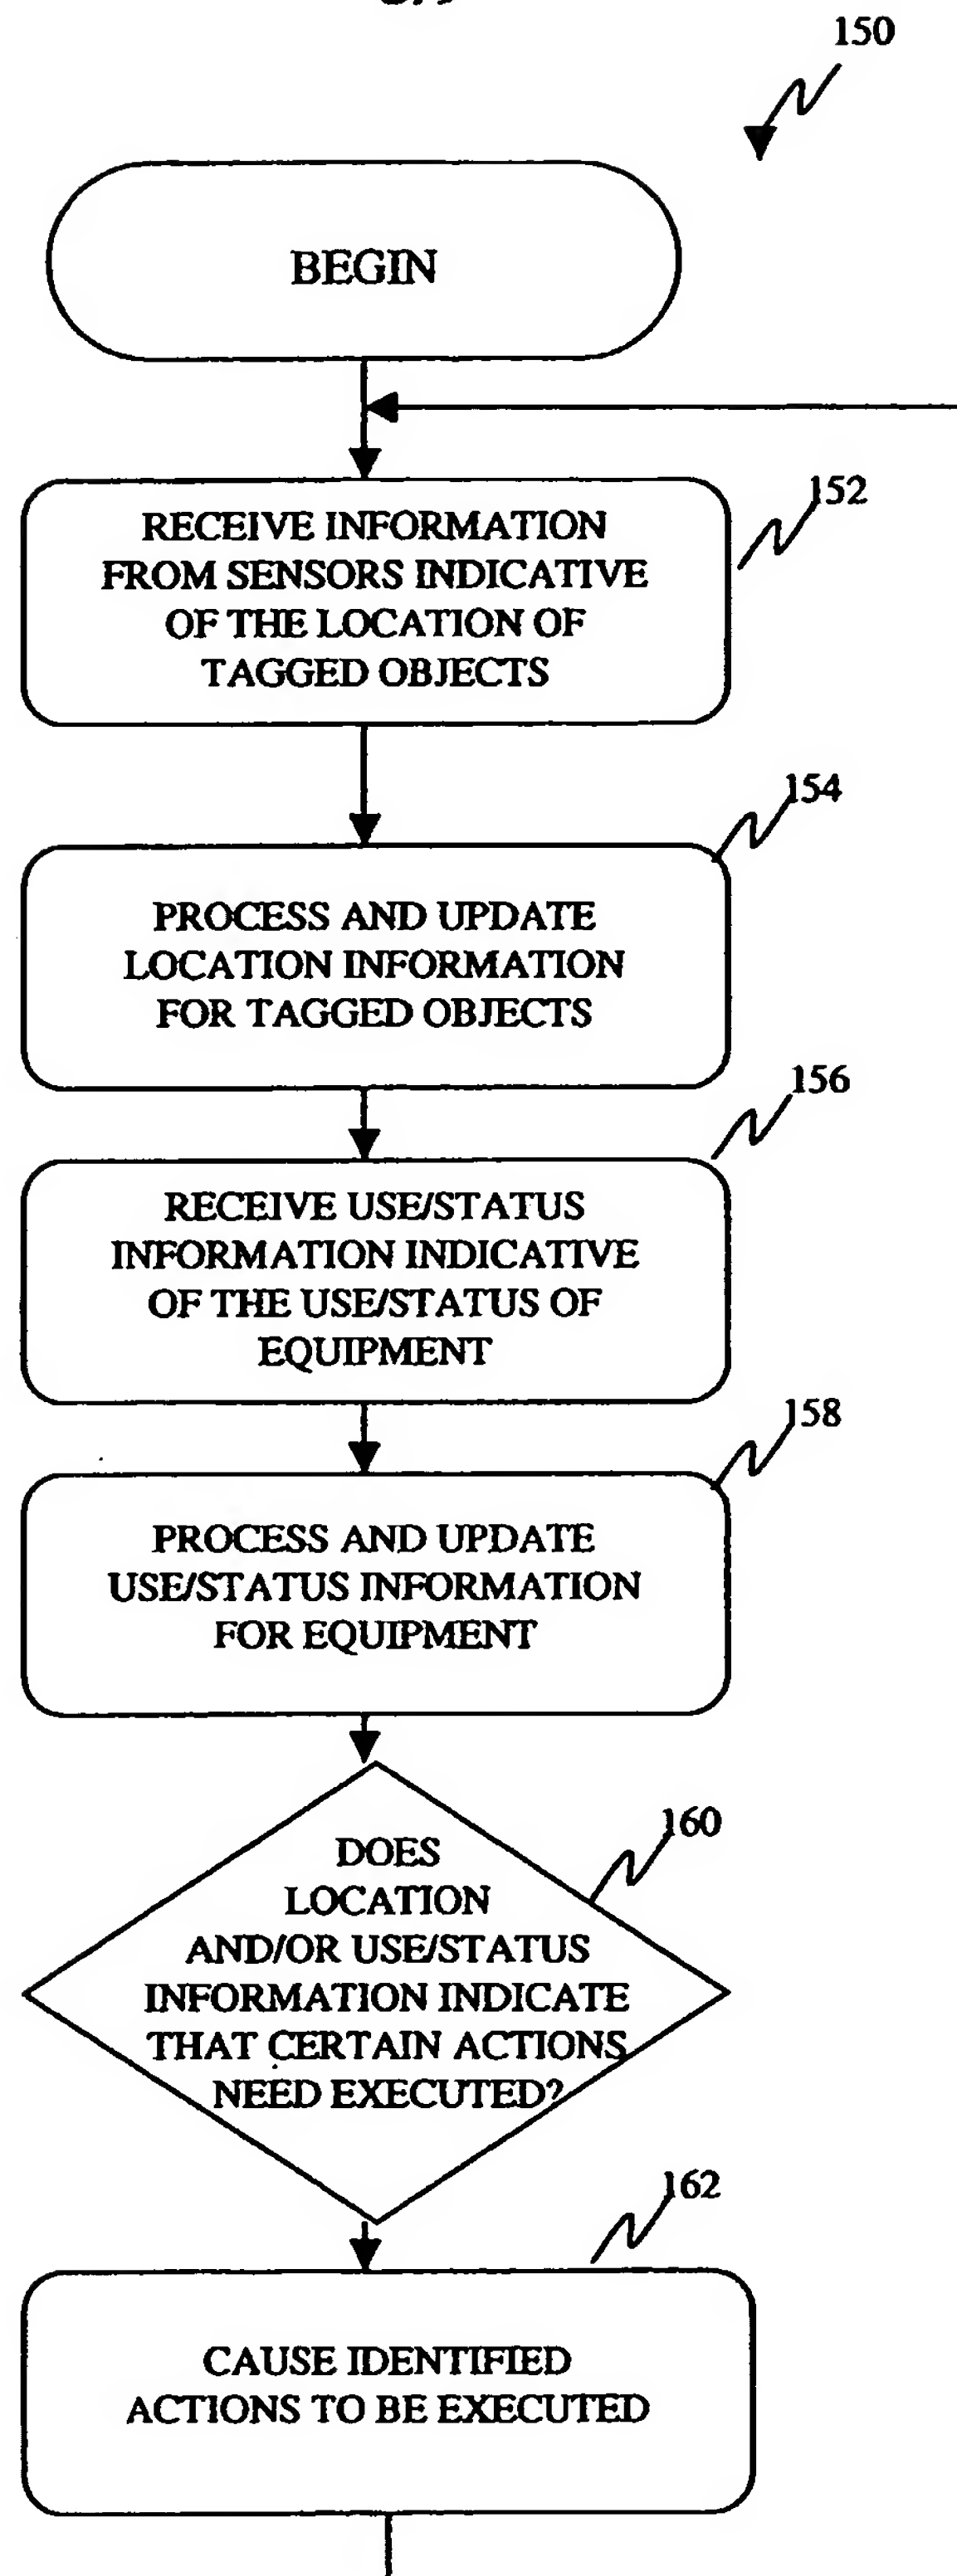 150
BEGIN
152
RECEIVE INFORMATION
FROM SENSORS INDICATIVE
OF THE LOCATION OF
TAGGED OBJECTS
154
PROCESS AND UPDATE
LOCATION INFORMATION
FOR TAGGED OBJECTS
156
RECEIVE USE/STATUS
INFORMATION INDICATIVE
OF THE USE/STATUS OF
EQUIPMENT
158
PROCESS AND UPDATE
USE/STATUS INFORMATION
FOR EQUIPMENT
160
DOES
LOCATION
AND/OR USE/STATUS
INFORMATION INDICATE
THAT CERTAIN ACTIONS
NEED EXECUTED?
162
CAUSE IDENTIFIED
ACTIONS TO BE EXECUTED